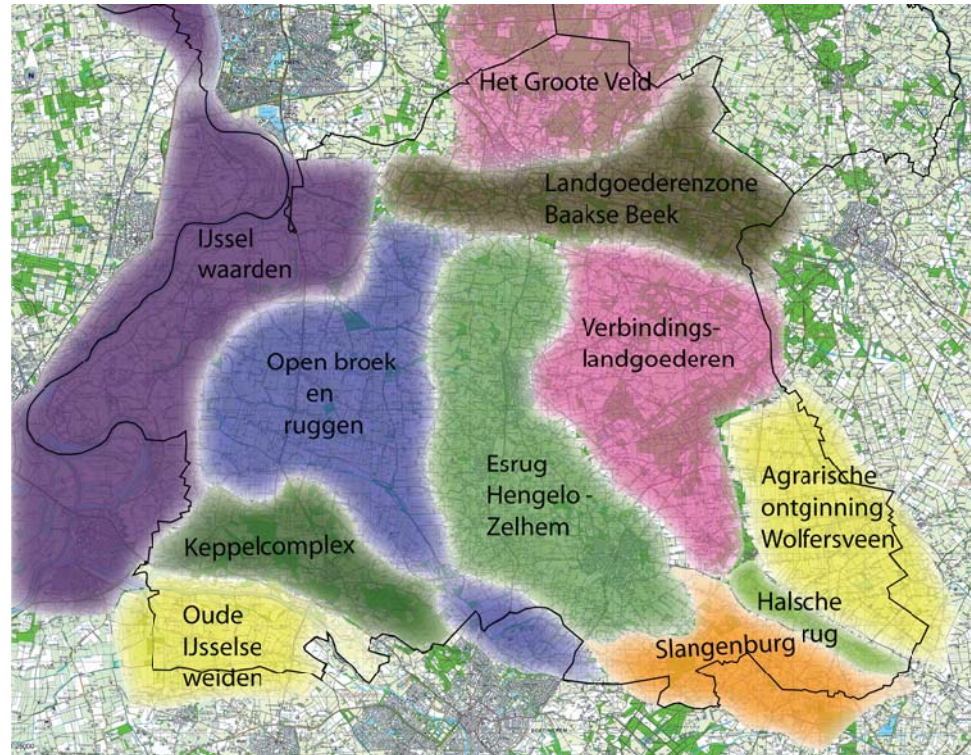 Het Groote Veld
Landgoederenzone
Baakse Beek
IJssel
waarden
Verbindings-
landgoederen
Open broek
en
ruggen
Esrug
Hengelo -
Zelhem
Agrarische
ontginning
Wolfersveen
Keppelcomplex
Halsche
rug
Oude
IJsselse
weiden
Slangenburg
N